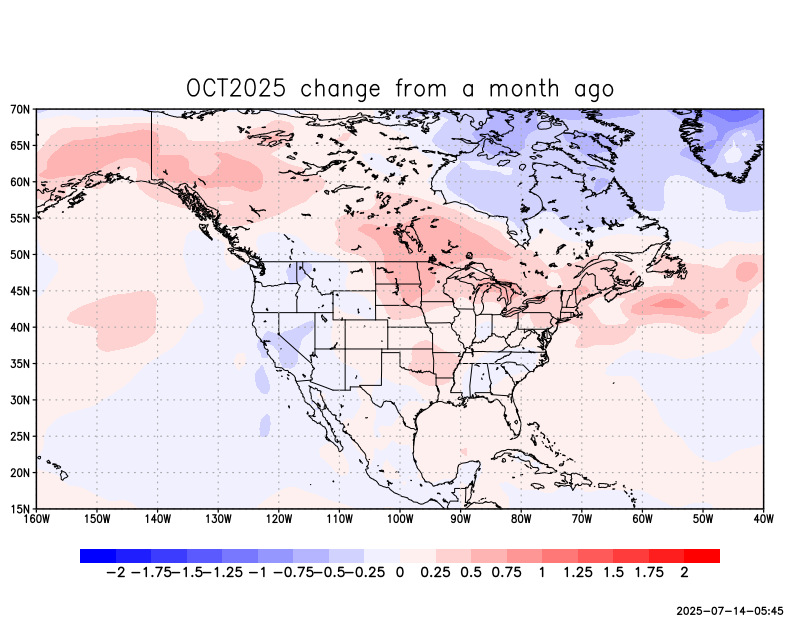 OCT2025 change from a month ago
70N
65N
60N
55N
50N
45N
40N
35N
30N
25N
20N
15N
160W 150W 140W 130W 120W 110W 100W 90W 80W 70W 60W 50W 40W
-2 -1.75 -1.5 -1.25 -1 -0.75 -0.5 -0.25 0 0.25 0.5 0.75 1 1.25 1.5 1.75 2
2025-07-14-05:45